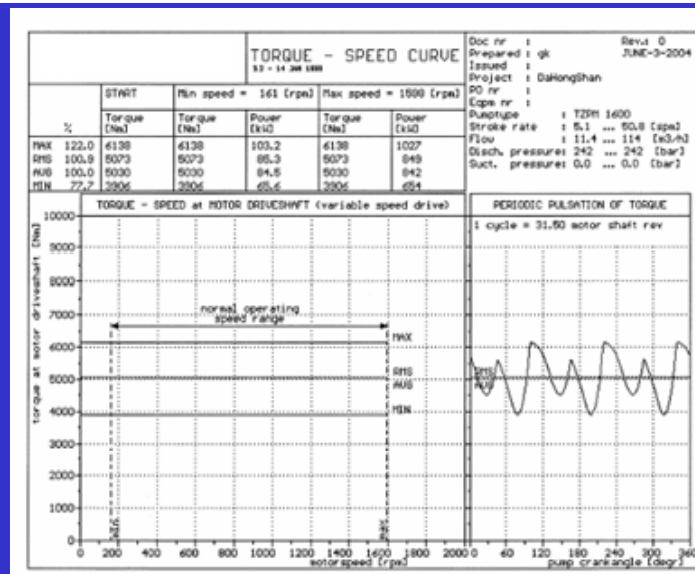 TORQUE - SPEED CURVE
Doc nr :
Rev.: 0
Prepared : gk
JUNE-3-2004
Issued :
Project : DaHongShan
PO nr :
Eqpm nr :
Pumptype : TZPM 1600
Stroke rate : 5.1 ... 50.8 [spm]
Flow : 11.4 ... 114 [m3/h]
Disch. pressure: 242 ... 242 [bar]
Suct. pressure: 0.0 ... 0.0 [bar]
START
Min speed = 161 [rpm]
Max speed = 1598 [rpm]
%
Torque [Nm]
Torque [Nm]
Power [kW]
Torque [Nm]
Power [kW]
MAX 122.0 6138 6138 103.2 6138 1027
RMS 100.9 5073 5073 85.3 5073 849
AVG 100.0 5030 5030 84.5 5030 842
MIN 77.7 3906 3906 65.6 3906 654
TORQUE - SPEED at MOTOR DRIVESHAFT (variable speed drive)
PERIODIC PULSATION OF TORQUE
1 cycle = 31.50 motor shaft rev
torque at motor driveshaft [Nm]
10000
9000
8000
7000
6000
5000
4000
3000
2000
1000
0
normal operating
speed range
MAX
RMS
AVG
MIN
RMS
AVG
min
max
0 200 400 600 800 1000 1200 1400 1600 1800 2000
motorspeed [rpm]
0 60 120 180 240 300 360
pump crankangle [degr]